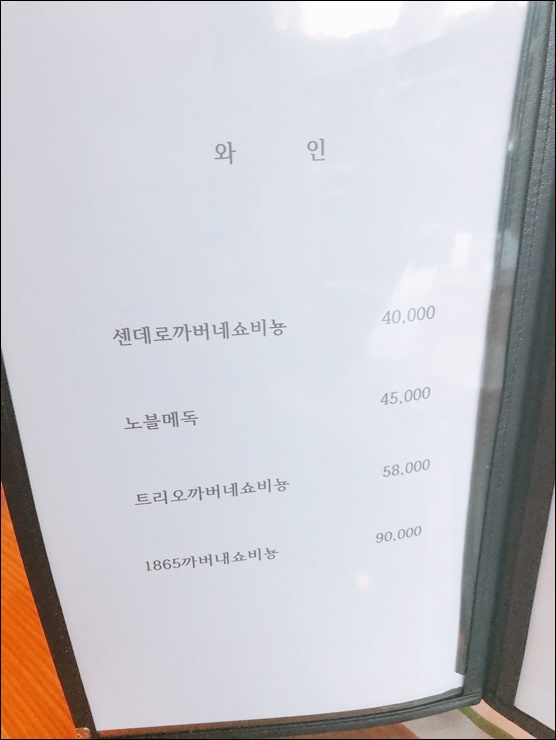 와 인
센데로까버네쇼비뇽 40,000
노블메독 45,000
트리오까버네쇼비뇽 58,000
1865까버내쇼비뇽 90,000